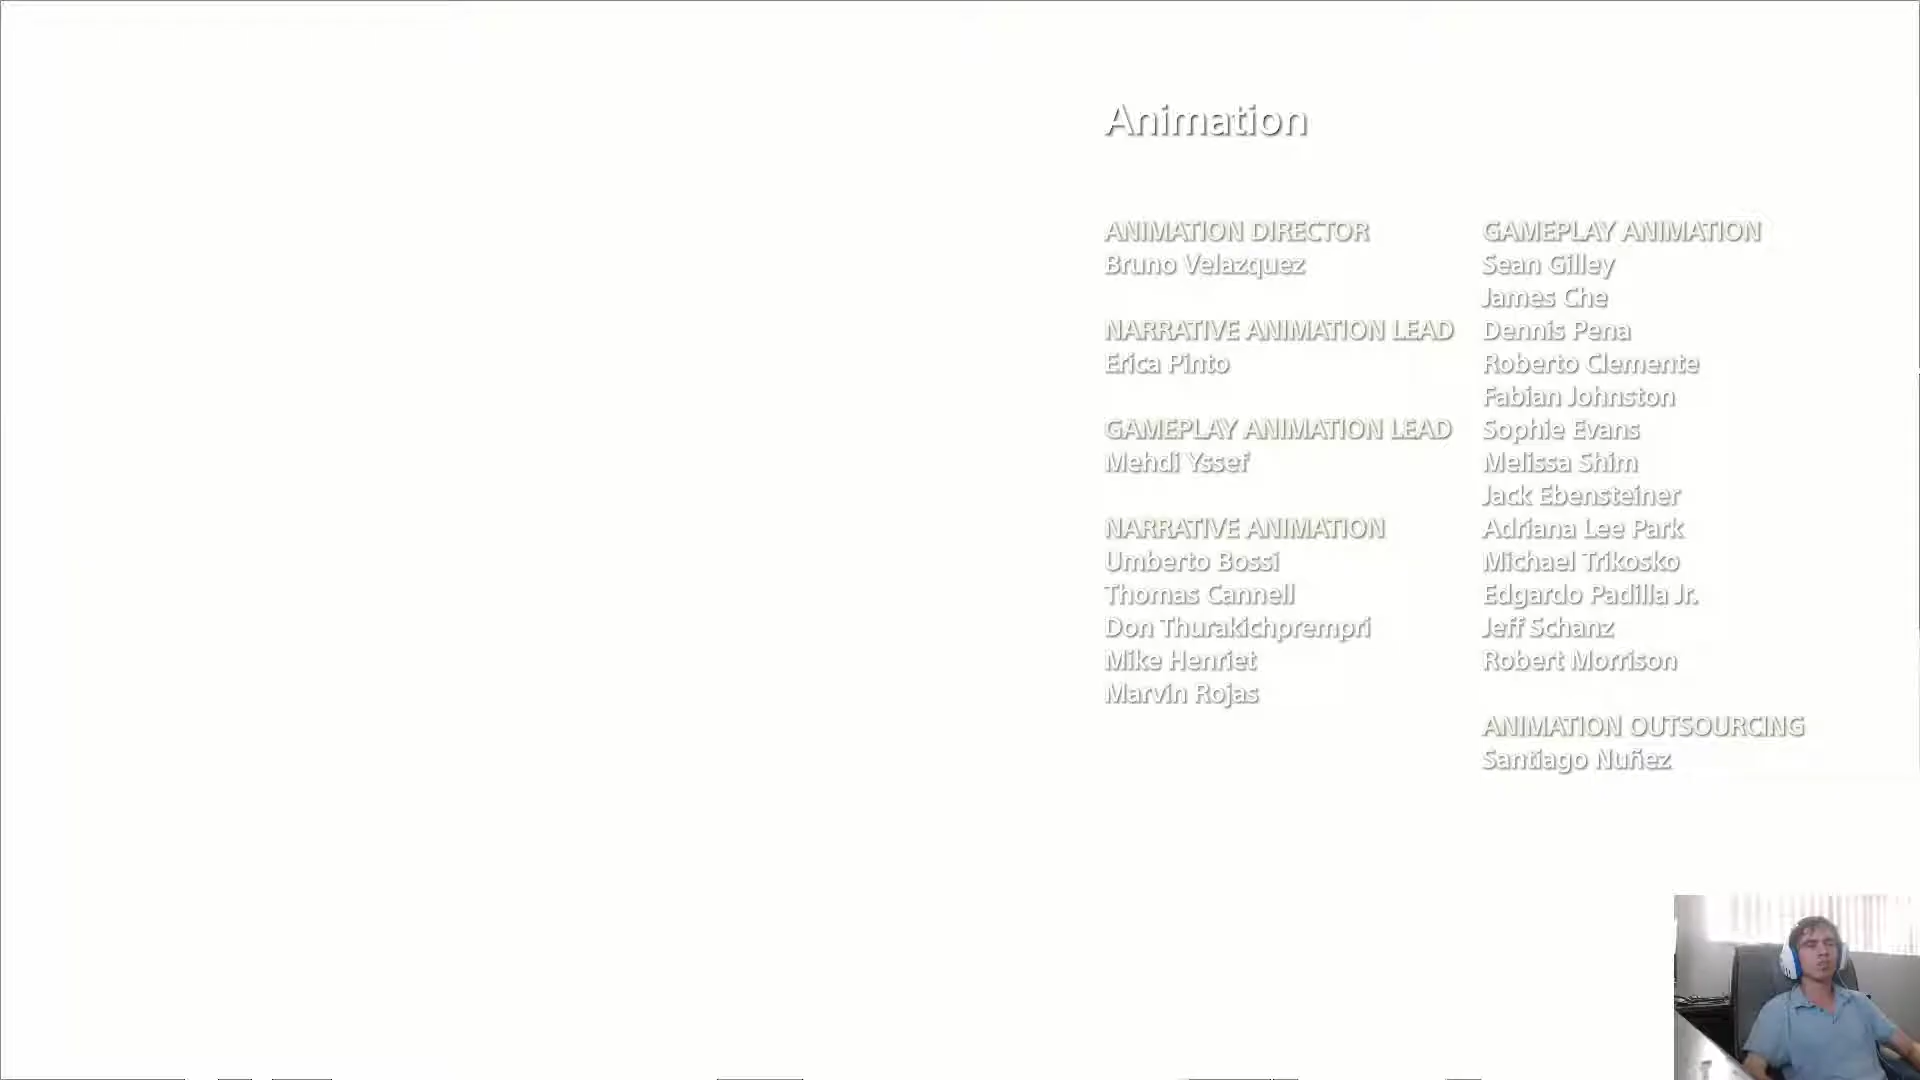 Animation
ANIMATION DIRECTOR
Bruno Velazquez
NARRATIVE ANIMATION LEAD
Erica Pinto
GAMEPLAY ANIMATION LEAD
Mehdi Yssef
NARRATIVE ANIMATION
Umberto Bossi
Thomas Cannell
Don Thurakichprempri
Mike Henriet
Marvin Rojas
GAMEPLAY ANIMATION
Sean Gilley
James Che
Dennis Pena
Roberto Clemente
Fabian Johnston
Sophie Evans
Melissa Shim
Jack Ebensteiner
Adriana Lee Park
Michael Trikosko
Edgardo Padilla Jr.
Jeff Schanz
Robert Morrison
ANIMATION OUTSOURCING
Santiago Nuñez